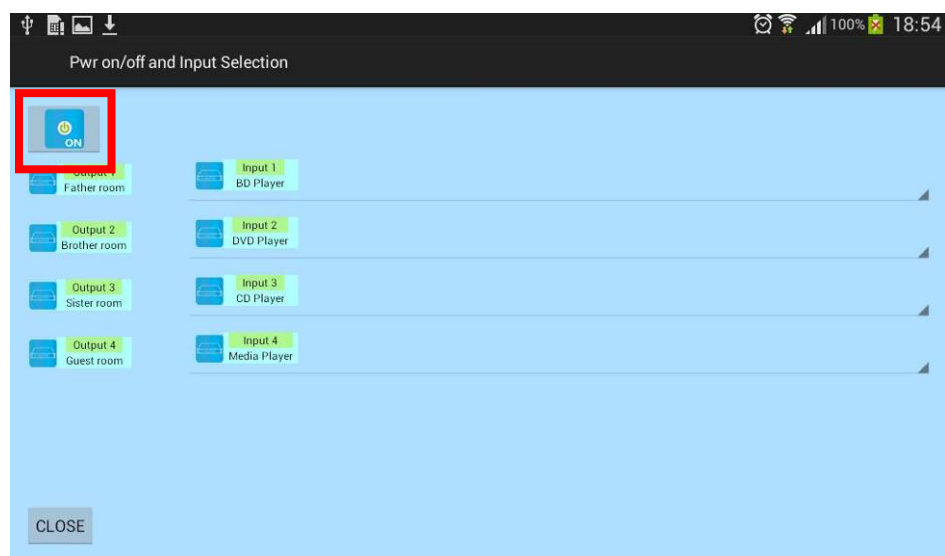 100% 18:54
Pwr on/off and Input Selection
ON
Output 1 Input 1
Father room BD Player
Output 2 Input 2
Brother room DVD Player
Output 3 Input 3
Sister room CD Player
Output 4 Input 4
Guest room Media Player
CLOSE